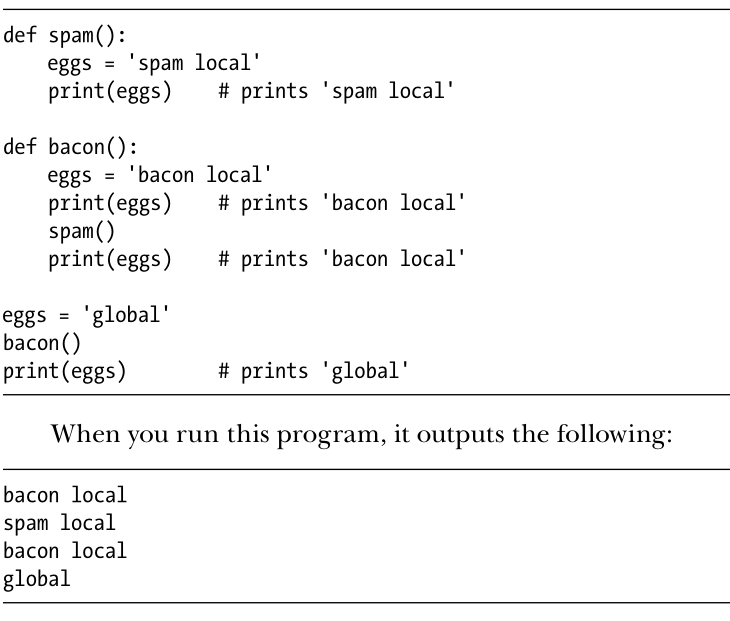 def spam():
    eggs = 'spam local'
    print(eggs)    # prints 'spam local'

def bacon():
    eggs = 'bacon local'
    print(eggs)    # prints 'bacon local'
    spam()
    print(eggs)    # prints 'bacon local'

eggs = 'global'
bacon()
print(eggs)        # prints 'global'
When you run this program, it outputs the following:
bacon local
spam local
bacon local
global